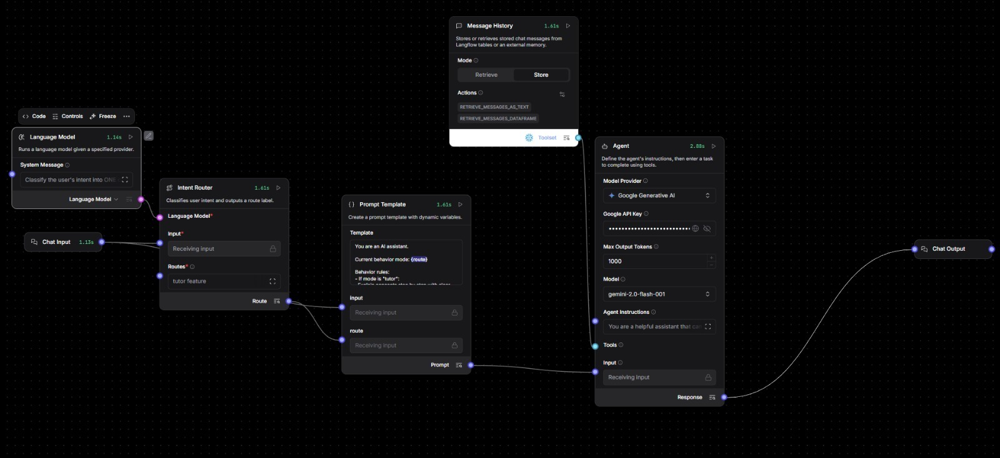 Message History 1.61s
Stores or retrieves stored chat messages from
Langflow tables or an external memory.
Mode
Retrieve Store
Actions
RETRIEVE_MESSAGES_AS_TEXT
RETRIEVE_MESSAGES_DATAFRAME
Toolset
Code Controls Freeze
Language Model 1.14s
Runs a language model given a specified provider.
System Message
Classify the user's intent into ONE
Language Model
Chat Input 1.13s
Intent Router 1.61s
Classifies user intent and outputs a route label.
Language Model*
Input*
Receiving input
Routes*
tutor feature
Route
Prompt Template 1.61s
Create a prompt template with dynamic variables.
Template
You are an AI assistant.
Current behavior mode: {route}
Behavior rules:
- If mode is "tutor":
input
Receiving input
route
Receiving input
Prompt
Agent 2.88s
Define the agent's instructions, then enter a task
to complete using tools.
Model Provider
Google Generative AI
Google API Key
Max Output Tokens
1000
Model
gemini-2.0-flash-001
Agent Instructions
You are a helpful assistant that can
Tools
Input
Receiving input
Response
Chat Output